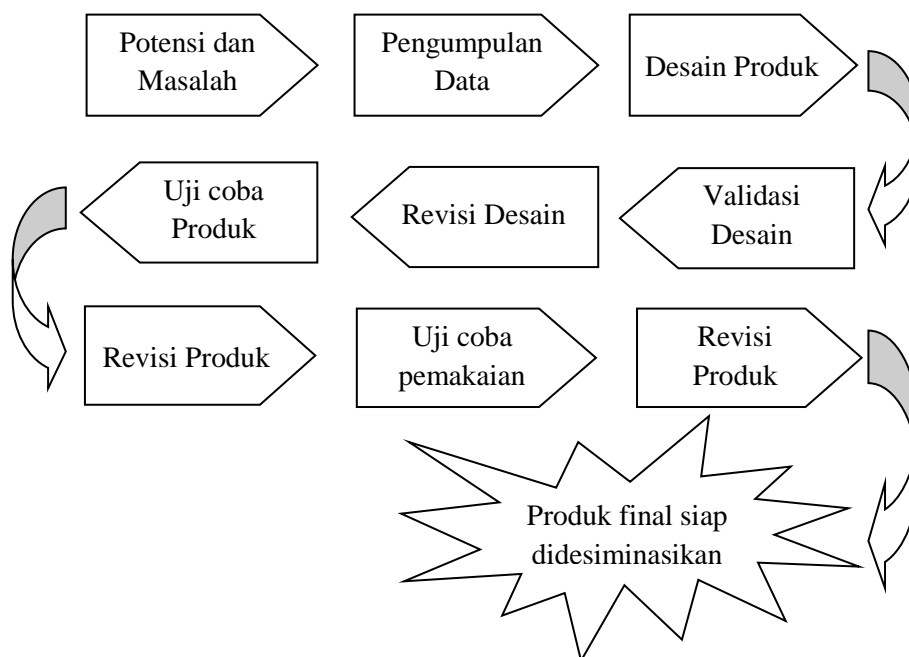 Potensi dan
Masalah
Pengumpulan
Data
Desain Produk
Validasi
Desain
Revisi Desain
Uji coba
Produk
Revisi Produk
Uji coba
pemakaian
Revisi
Produk
Produk final siap
didesiminasikan